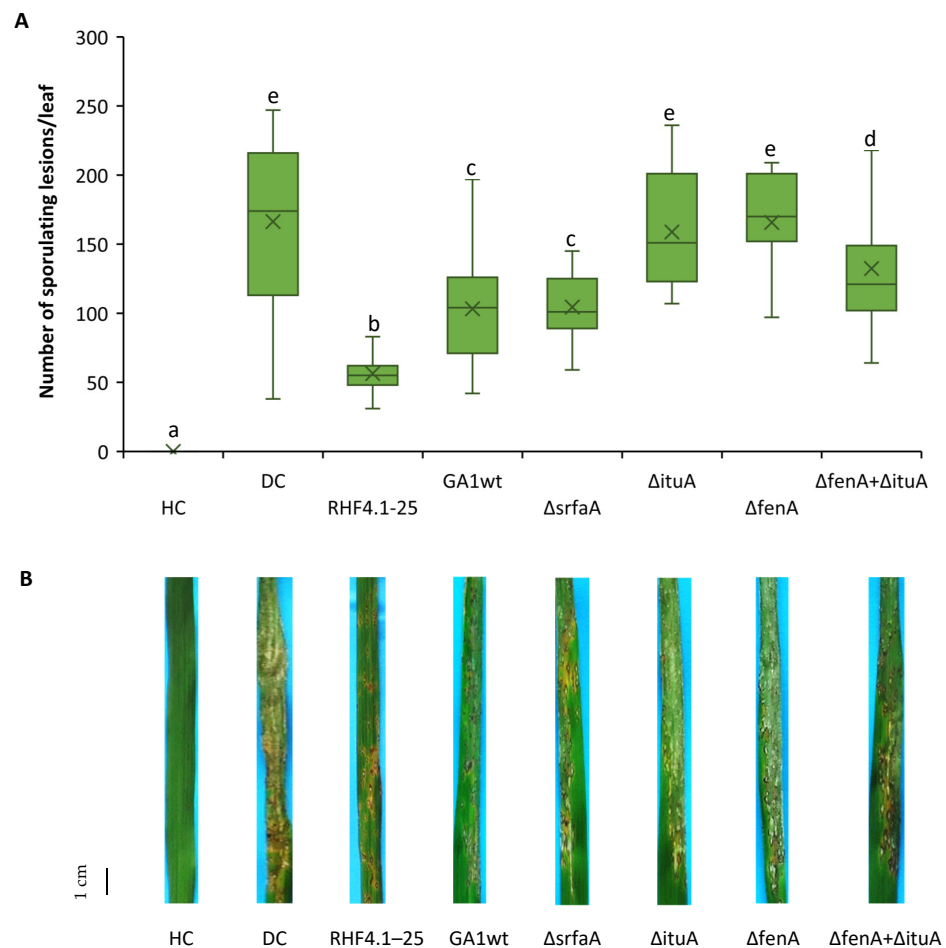 A
Number of sporulating lesions/leaf
300
250
200
150
100
50
0
a
e
b
c
c
e
e
d
DC GA1wt ΔituA ΔfenA+ΔituA
HC RHF4.1-25 ΔsrfaA ΔfenA
B
1 cm
HC DC RHF4.1–25 GA1wt ΔsrfaA ΔituA ΔfenA ΔfenA+ΔituA